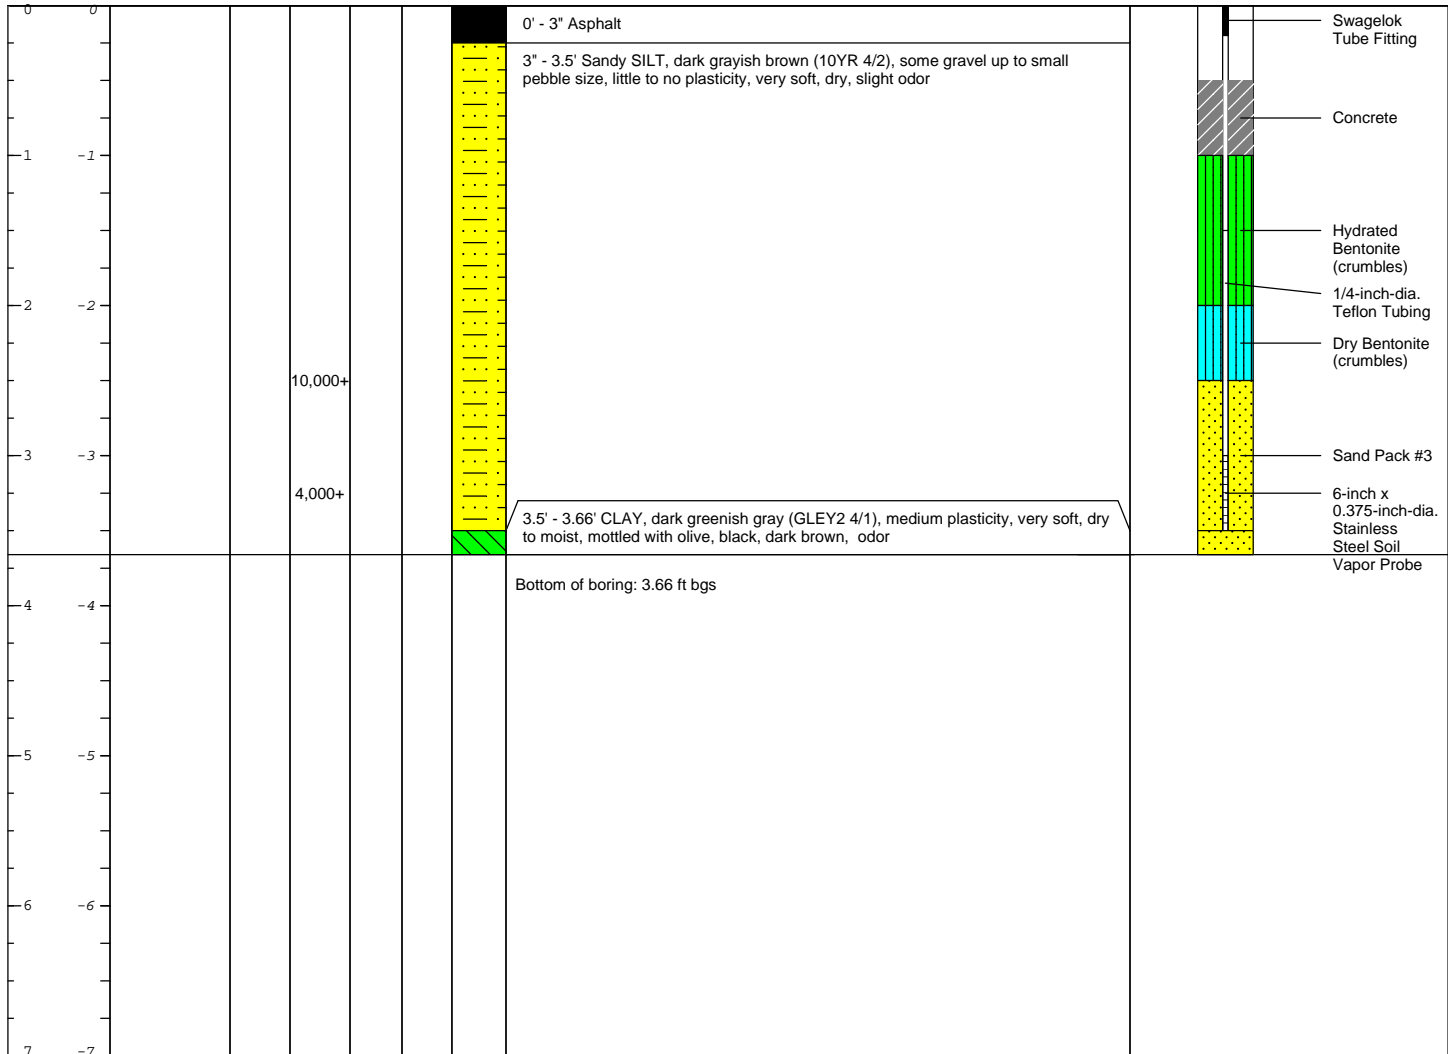 0 0
0' - 3" Asphalt
Swagelok
Tube Fitting
3" - 3.5' Sandy SILT, dark grayish brown (10YR 4/2), some gravel up to small
pebble size, little to no plasticity, very soft, dry, slight odor
Concrete
1 -1
Hydrated
Bentonite
(crumbles)
1/4-inch-dia.
Teflon Tubing
2 -2
Dry Bentonite
(crumbles)
10,000+
3 -3
Sand Pack #3
4,000+
6-inch x
0.375-inch-dia.
Stainless
Steel Soil
Vapor Probe
3.5' - 3.66' CLAY, dark greenish gray (GLEY2 4/1), medium plasticity, very soft, dry
to moist, mottled with olive, black, dark brown, odor
Bottom of boring: 3.66 ft bgs
4 -4
5 -5
6 -6
7 -7